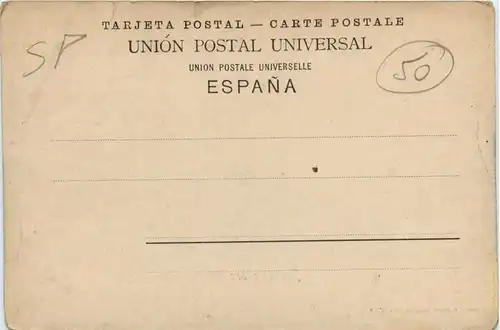 TARJETA POSTAL — CARTE POSTALE
SP
UNIÓN POSTAL UNIVERSAL
50
UNION POSTALE UNIVERSELLE
ESPAÑA